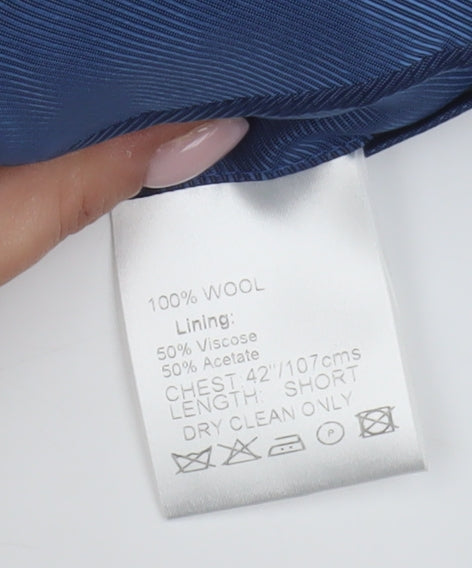 100% WOOL
Lining:
50% Viscose
50% Acetate
CHEST: 42"/107cms
LENGTH: SHORT
DRY CLEAN ONLY
P